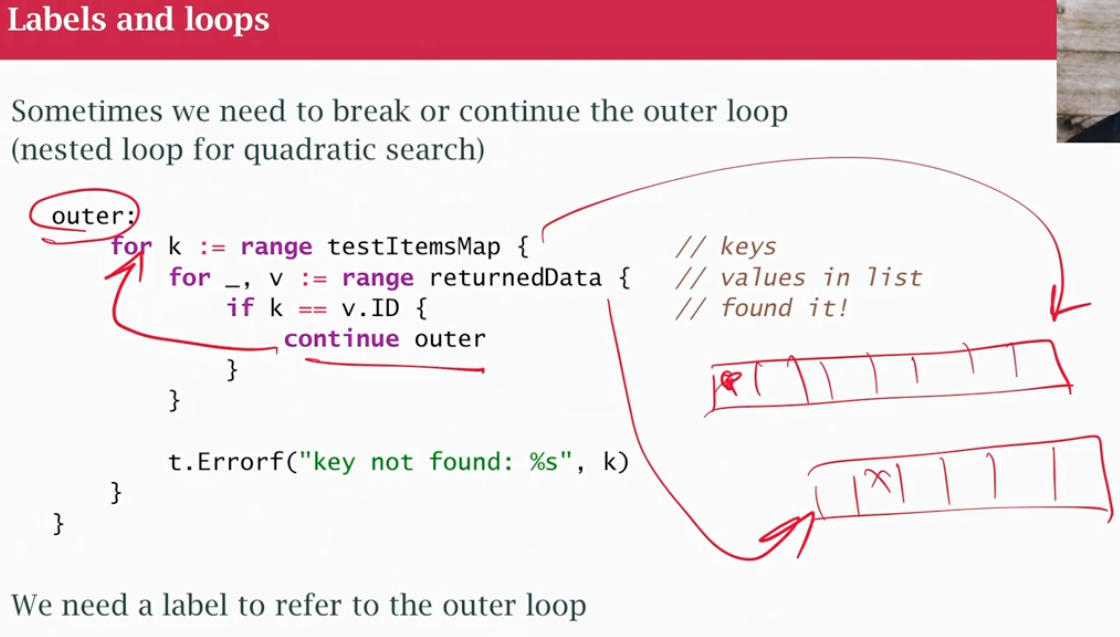 Labels and loops
Sometimes we need to break or continue the outer loop
(nested loop for quadratic search)
outer:
for k := range testItemsMap { // keys
for _, v := range returnedData { // values in list
if k == v.ID { // found it!
continue outer
}
}
t.Errorf("key not found: %s", k)
}
}
We need a label to refer to the outer loop